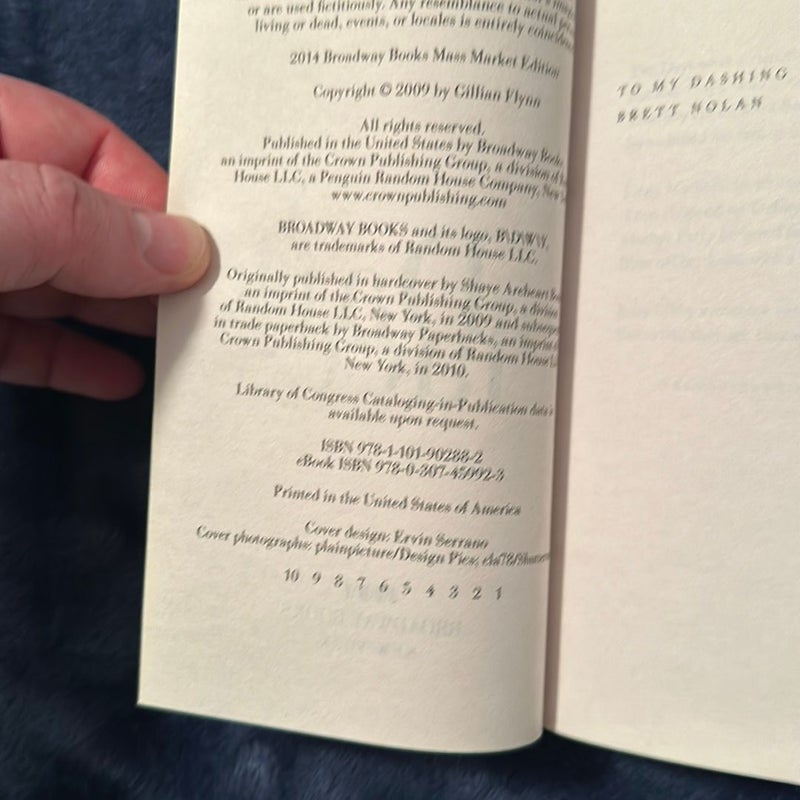 or are used fictitiously. Any resemblance to actual
living or dead, events, or locales is entirely
2014 Broadway Books Mass Market Edition
Copyright © 2009 by Gillian Flynn
All rights reserved.
Published in the United States by Broadway Books
an imprint of the Crown Publishing Group, a division of
House LLC, a Penguin Random House Company, New
www.crownpublishing.com
BROADWAY BOOKS and its logo, B\D\W\Y,
are trademarks of Random House LLC.
Originally published in hardcover by Shaye Areheart
an imprint of the Crown Publishing Group, a division
of Random House LLC, New York, in 2009 and
in trade paperback by Broadway Paperbacks, an imprint
Crown Publishing Group, a division of Random House
New York, in 2010.
Library of Congress Cataloging-in-Publication data
available upon request.
ISBN 978-1-101-90288-2
eBook ISBN 978-0-307-45992-3
Printed in the United States of America
Cover design: Ervin Serrano
Cover photographs: plainpicture/Design Pics;
10 9 8 7 6 5 4 3 2 1
TO MY DASHING
BRETT NOLAN